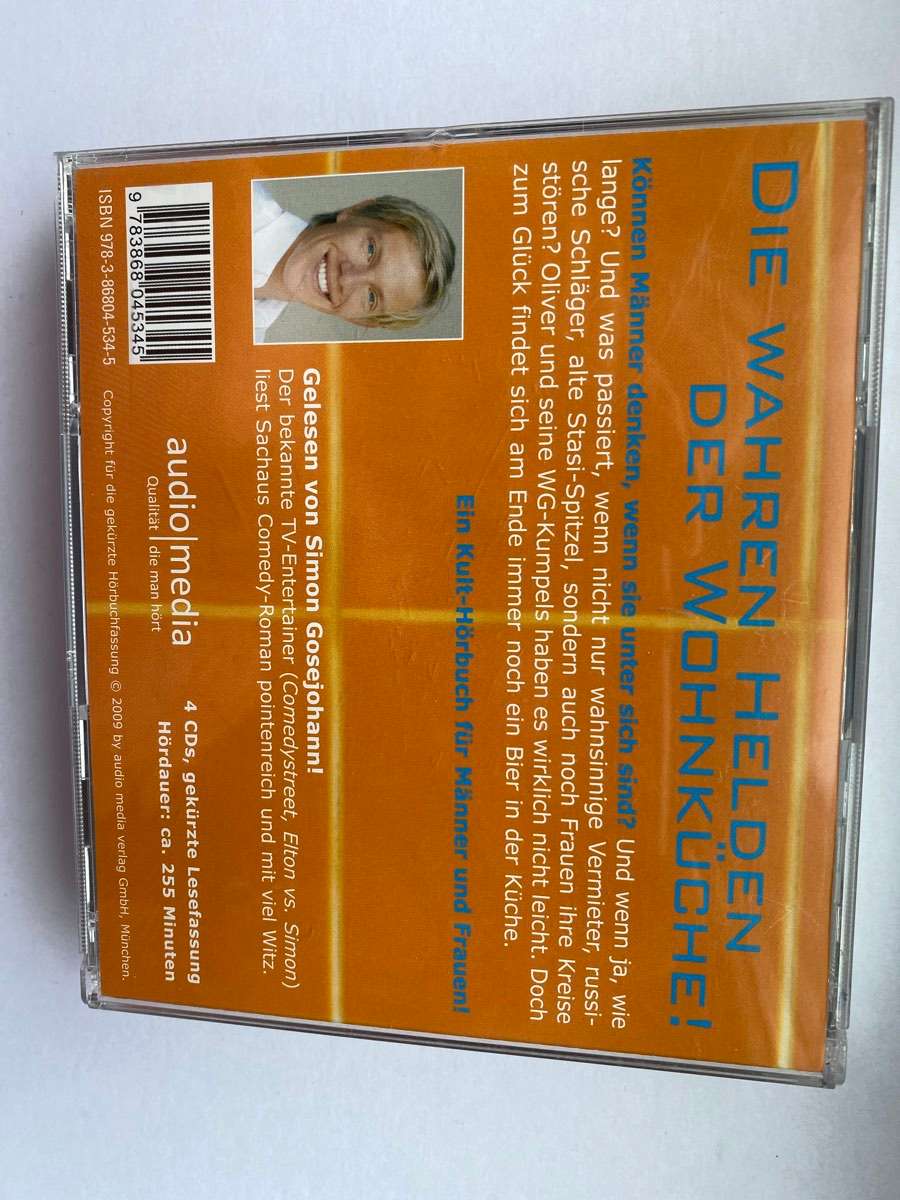 DIE WAHREN HELDEN
DER WOHNKÜCHE!
Können Männer denken, wenn sie unter sich sind? Und wenn ja, wie
lange? Und was passiert, wenn nicht nur wahnsinnige Vermieter, russi-
sche Schläger, alte Stasi-Spitzel, sondern auch noch Frauen ihre Kreise
stören? Oliver und seine WG-Kumpels haben es wirklich nicht leicht. Doch
zum Glück findet sich am Ende immer noch ein Bier in der Küche.
Ein Kult-Hörbuch für Männer und Frauen!
Gelesen von Simon Gosejohann!
Der bekannte TV-Entertainer (Comedystreet, Elton vs. Simon)
liest Sachaus Comedy-Roman pointenreich und mit viel Witz.
9 783868 045345
audio|media
Qualität | die man hört
4 CDs, gekürzte Lesefassung
Hördauer: ca. 255 Minuten
ISBN 978-3-86804-534-5
Copyright für die gekürzte Hörbuchfassung © 2009 by audio media verlag GmbH, München.